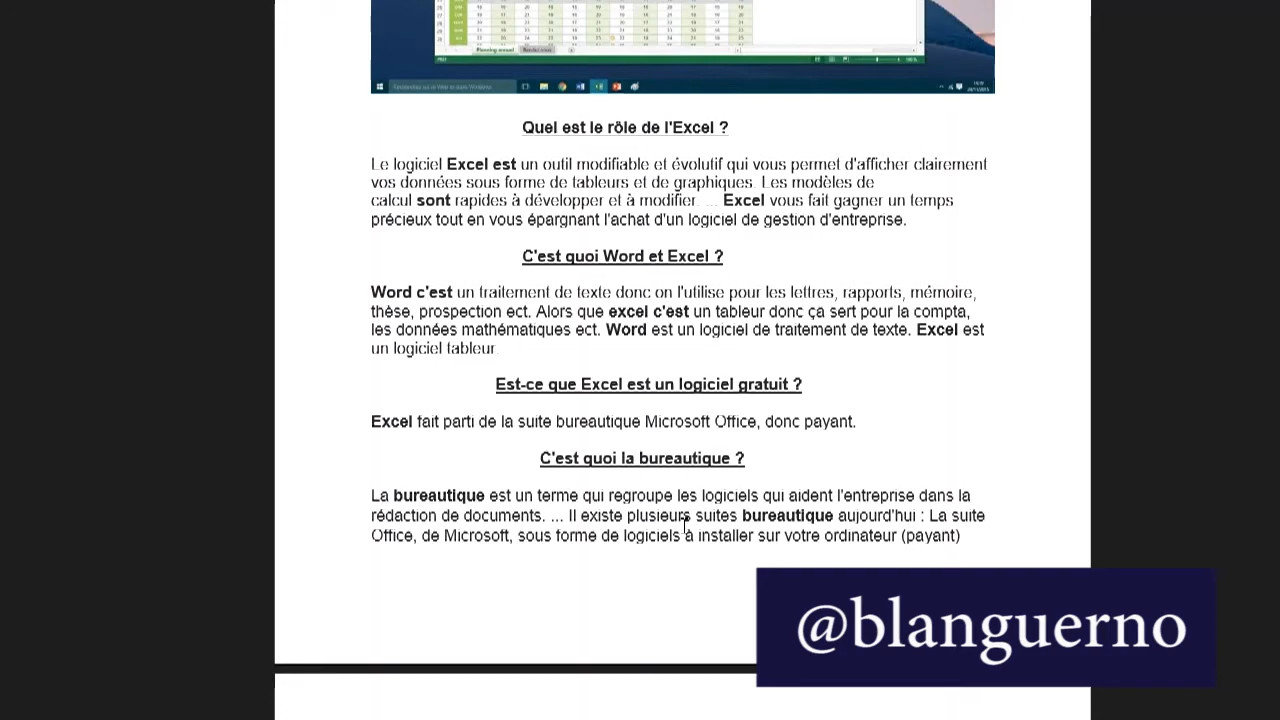 Quel est le rôle de l'Excel ?
Le logiciel Excel est un outil modifiable et évolutif qui vous permet d'afficher clairement
vos données sous forme de tableurs et de graphiques. Les modèles de
calcul sont rapides à développer et à modifier. ... Excel vous fait gagner un temps
précieux tout en vous épargnant l'achat d'un logiciel de gestion d'entreprise.
C'est quoi Word et Excel ?
Word c'est un traitement de texte donc on l'utilise pour les lettres, rapports, mémoire,
thèse, prospection ect. Alors que excel c'est un tableur donc ça sert pour la compta,
les données mathématiques ect. Word est un logiciel de traitement de texte. Excel est
un logiciel tableur.
Est-ce que Excel est un logiciel gratuit ?
Excel fait parti de la suite bureautique Microsoft Office, donc payant.
C'est quoi la bureautique ?
La bureautique est un terme qui regroupe les logiciels qui aident l'entreprise dans la
rédaction de documents. ... Il existe plusieurs suites bureautique aujourd'hui : La suite
Office, de Microsoft, sous forme de logiciels à installer sur votre ordinateur (payant)
@blanguerno